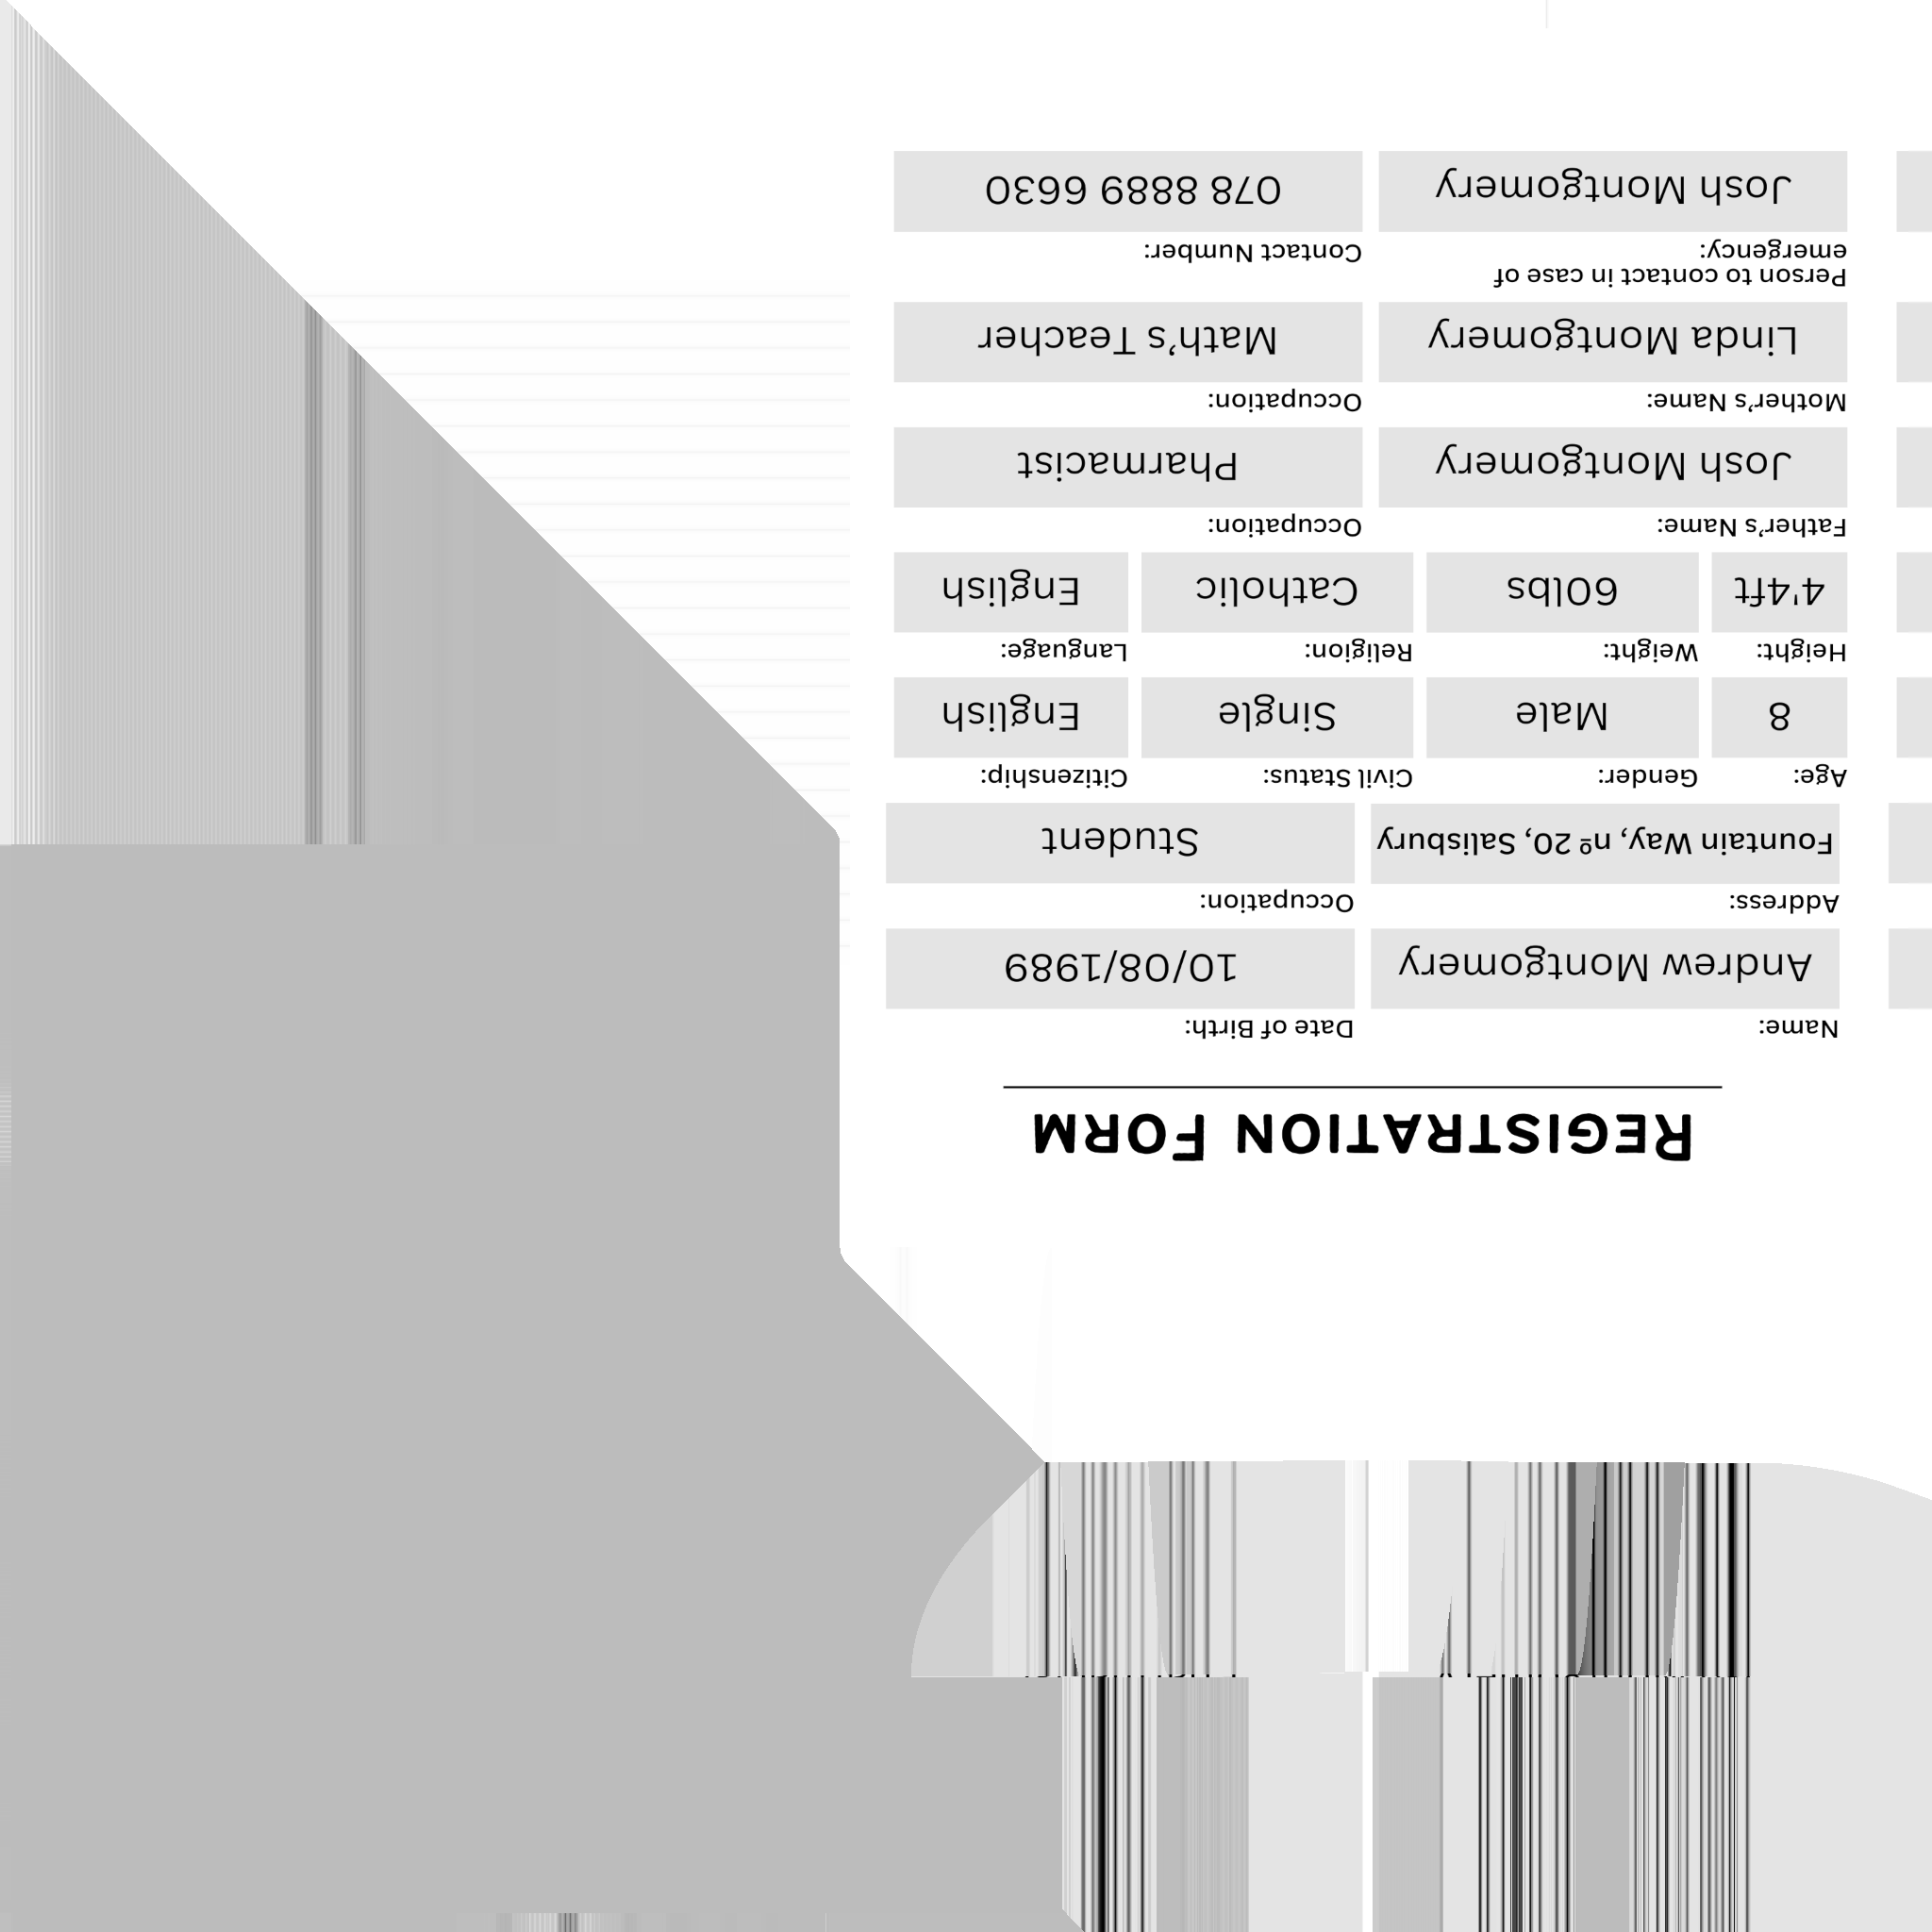 REGISTRATION FORM
Name: Date of Birth:
Andrew Montgomery 10/08/1989
Address: Occupation:
Fountain Way, nº 20, Salisbury Student
Age: Gender: Civil Status: Citizenship:
8 Male Single English
Height: Weight: Religion: Language:
4'4ft 60lbs Catholic English
Father's Name: Occupation:
Josh Montgomery Pharmacist
Mother's Name: Occupation:
Linda Montgomery Math's Teacher
Person to contact in case of
emergency: Contact Number:
Josh Montgomery 078 8889 6630